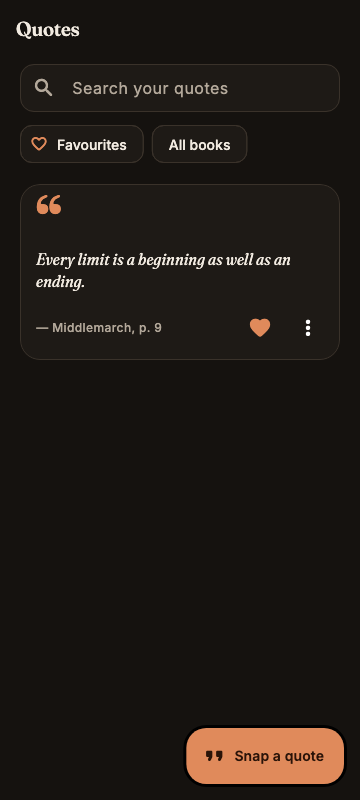 Quotes
Search your quotes
Favourites
All books
“
Every limit is a beginning as well as an
ending.
— Middlemarch, p. 9
Snap a quote